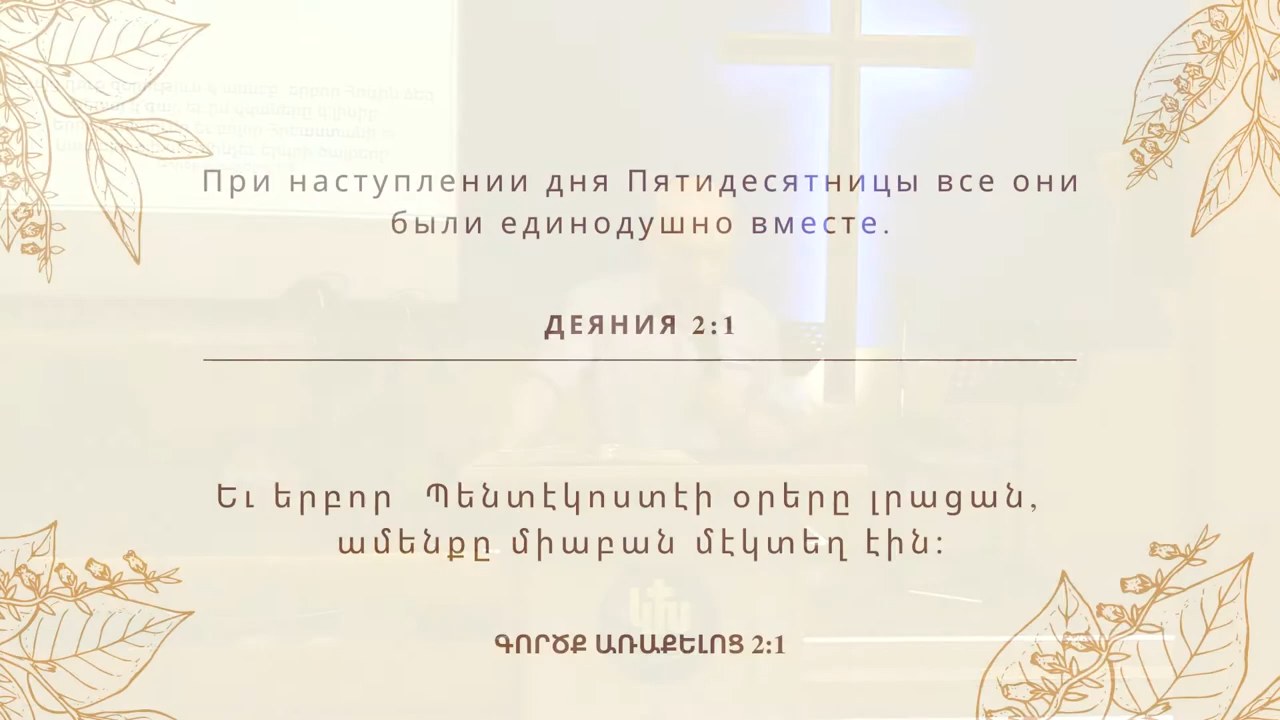 При наступлении дня Пятидесятницы все они
были единодушно вместе.
ДЕЯНИЯ 2:1
Եւ երբոր Պենտէկոստէի օրերը լրացան,
ամենքը միաբան մէկտեղ էին:
ԳՈՐԾՔ ԱՌԱՔԵԼՈՑ 2:1